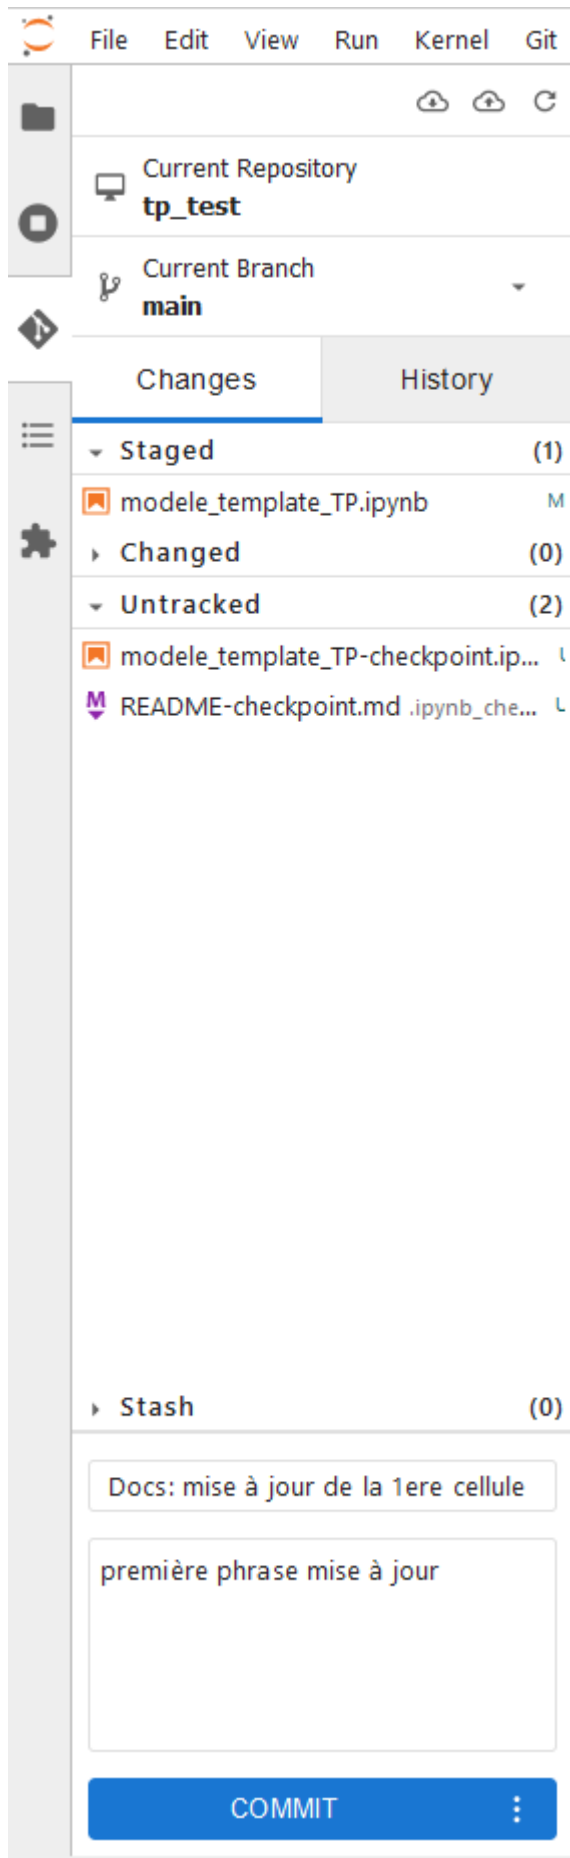 File Edit View Run Kernel Git
Current Repository
tp_test
Current Branch
main
Changes History
Staged (1)
modele_template_TP.ipynb M
Changed (0)
Untracked (2)
modele_template_TP-checkpoint.ip...
README-checkpoint.md .ipynb_che...
Stash (0)
Docs: mise à jour de la 1ere cellule
première phrase mise à jour
COMMIT